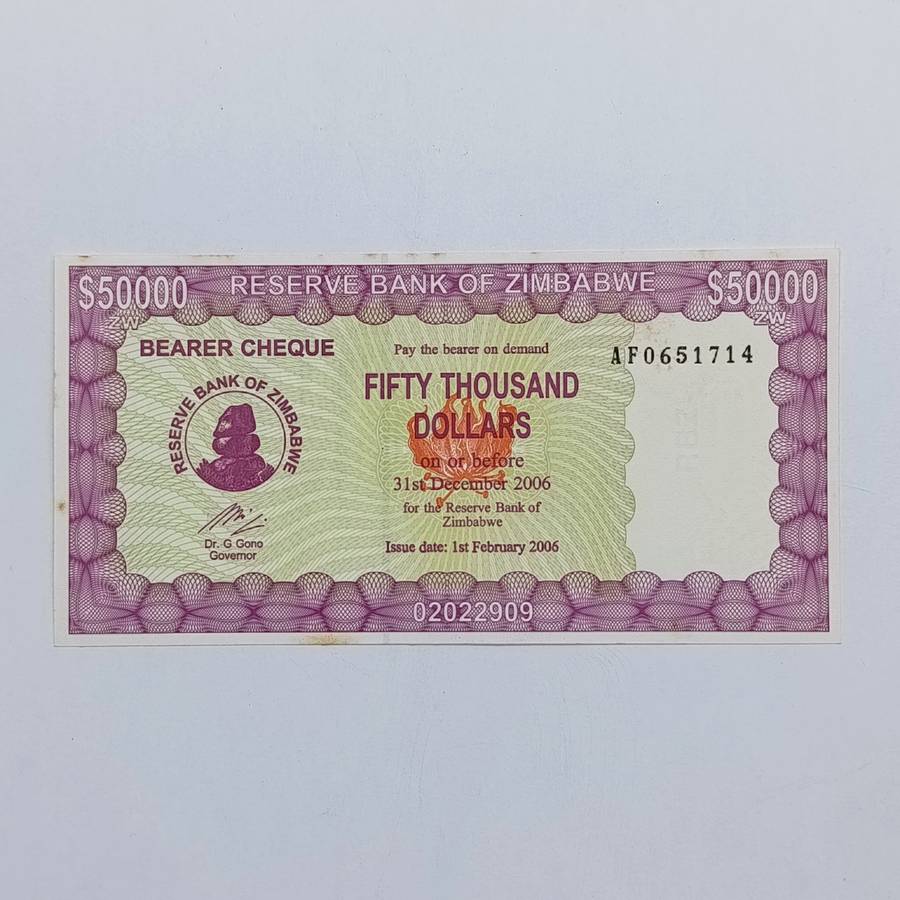 $50000 RESERVE BANK OF ZIMBABWE $50000
ZW ZW
BEARER CHEQUE
Pay the bearer on demand
AF0651714
FIFTY THOUSAND
DOLLARS
on or before
31st December 2006
for the Reserve Bank of
Zimbabwe
Issue date: 1st February 2006
RESERVE BANK OF ZIMBABWE
Dr. G Gono
Governor
02022909